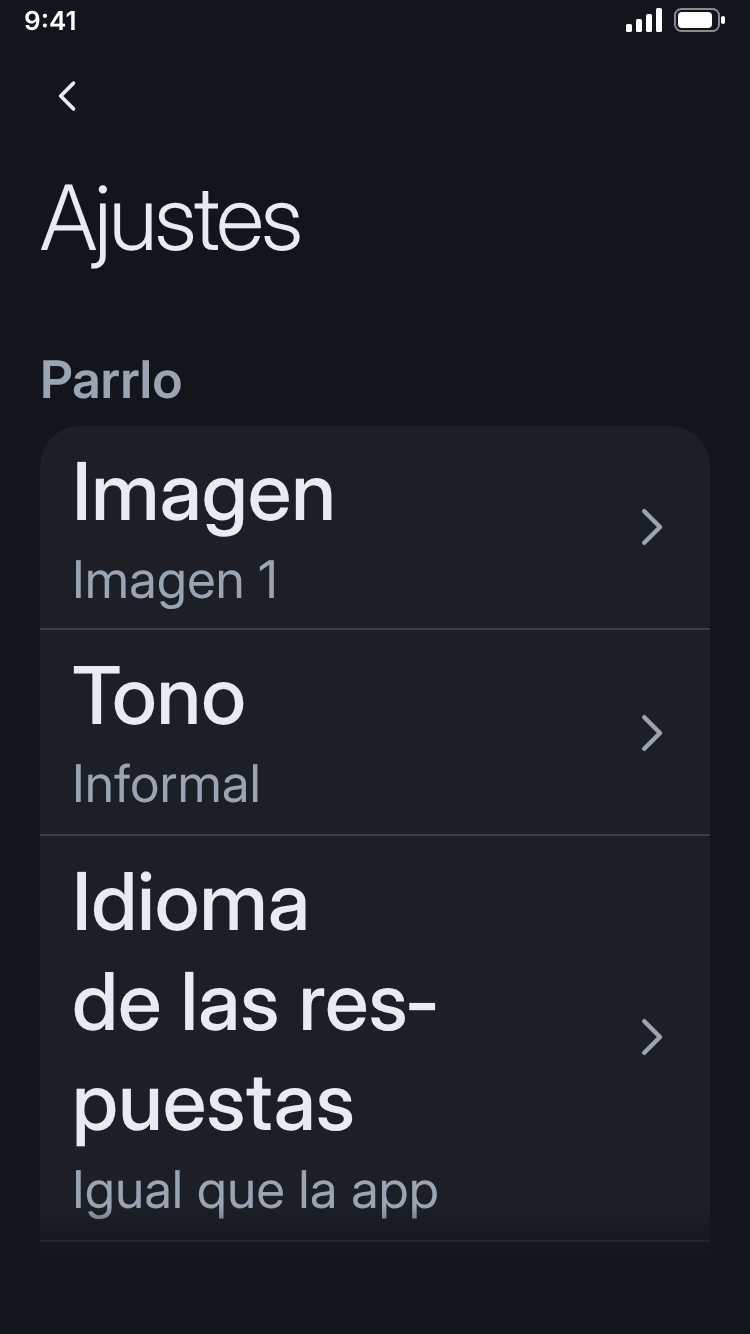 9:41
Ajustes
Parrlo
Imagen
Imagen 1
Tono
Informal
Idioma
de las res-
puestas
Igual que la app